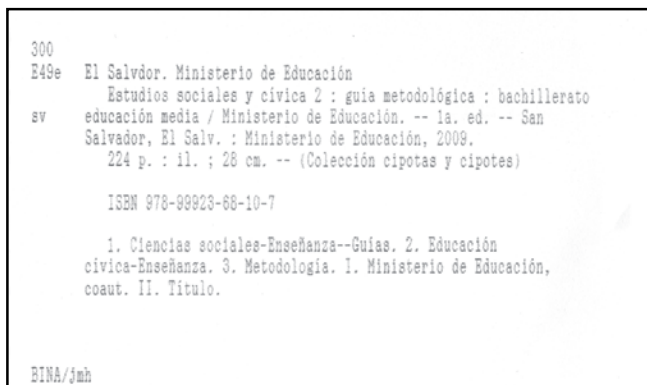 300
E49e El Salvdor. Ministerio de Educación
Estudios sociales y cívica 2 : guía metodológica : bachillerato
sv educación media / Ministerio de Educación. -- 1a. ed. -- San
Salvador, El Salv. : Ministerio de Educación, 2009.
224 p. : il. ; 28 cm. -- (Colección cipotas y cipotes)
ISBN 978-99923-68-10-7
1. Ciencias sociales-Enseñanza--Guías. 2. Educación
cívica-Enseñanza. 3. Metodología. I. Ministerio de Educación,
coaut. II. Título.
BINA/jmh